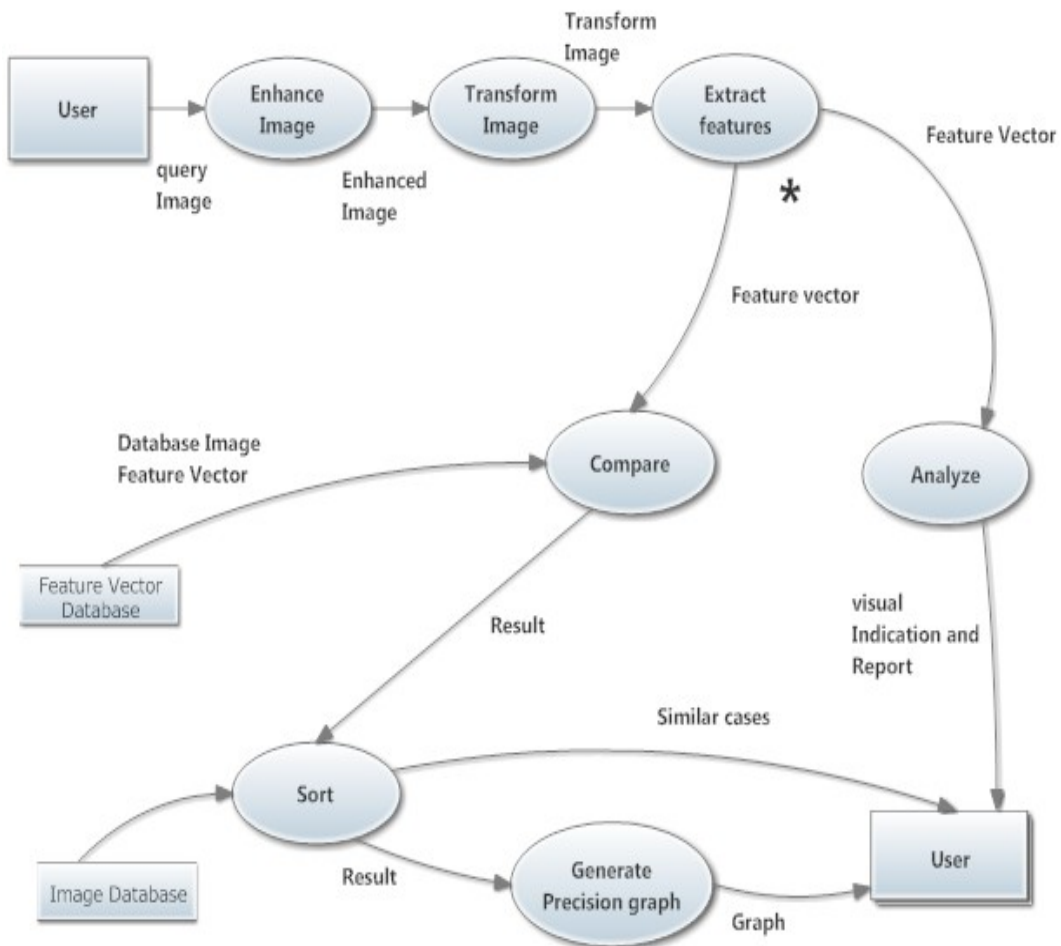 Transform
Image
User
Enhance
Image
Transform
Image
Extract
features
query
Image
Enhanced
Image
*
Feature Vector
Feature vector
Database Image
Feature Vector
Compare
Analyze
Feature Vector
Database
Result
visual
Indication and
Report
Similar cases
Sort
Image Database
Result
Generate
Precision graph
Graph
User